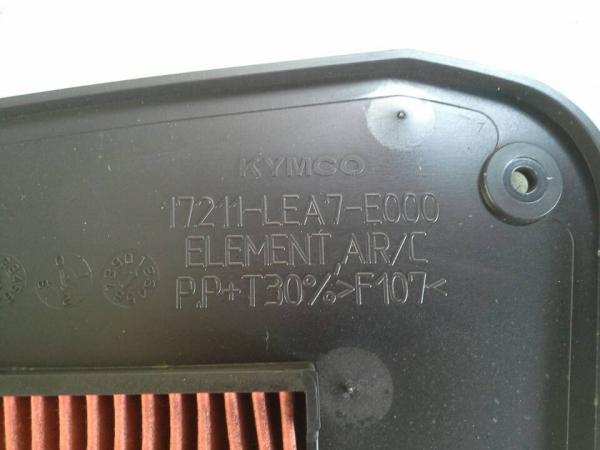 KYMCO
17211-LEA7-E000
ELEMENT, AIR/C
P.P+T30%>F107<